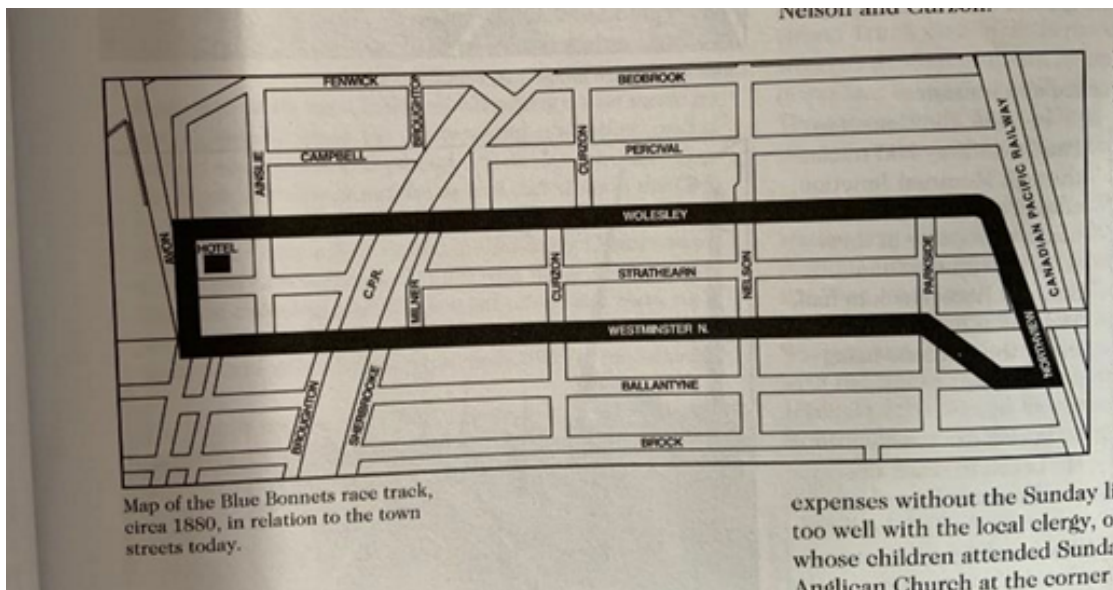 Nelson and Curzon.
FENWICK
BROUGHTON
BEDBROOK
CAMPBELL
AINSLIE
CURZON
PERCIVAL
CANADIAN PACIFIC RAILWAY
WOLESLEY
AVON
HOTEL
C.P.R.
MILNER
CURZON
STRATHEARN
NELSON
PARKSIDE
WESTMINSTER N.
NORTHVIEW
BROUGHTON
SHERBROOKE
BALLANTYNE
BROCK
Map of the Blue Bonnets race track,
circa 1880, in relation to the town
streets today.
expenses without the Sunday
too well with the local clergy,
whose children attended
Anglican Church at the corner